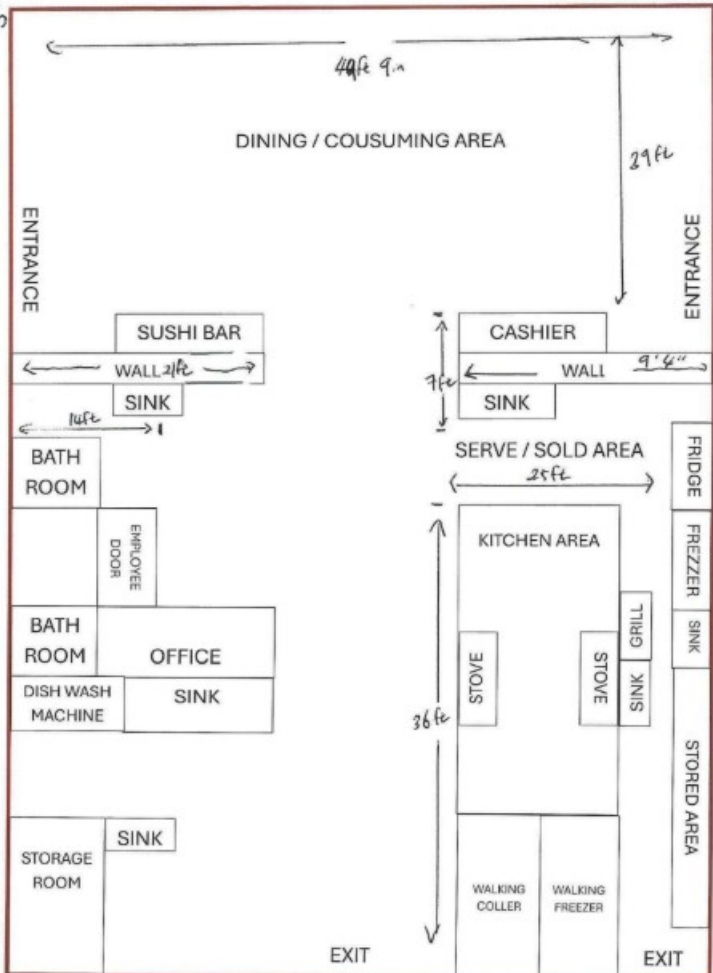 49ft 9in
DINING / COUSUMING AREA
39ft
ENTRANCE
ENTRANCE
SUSHI BAR
CASHIER
WALL 21ft
7ft
WALL
9'4"
SINK
SINK
14ft
SERVE / SOLD AREA
25ft
BATH
ROOM
FRIDGE
EMPLOYEE
DOOR
KITCHEN AREA
FREZZER
BATH
ROOM
OFFICE
GRILL
SINK
STOVE
STOVE
SINK
DISH WASH
MACHINE
SINK
36ft
STORED AREA
SINK
STORAGE
ROOM
WALKING
COLLER
WALKING
FREEZER
EXIT
EXIT